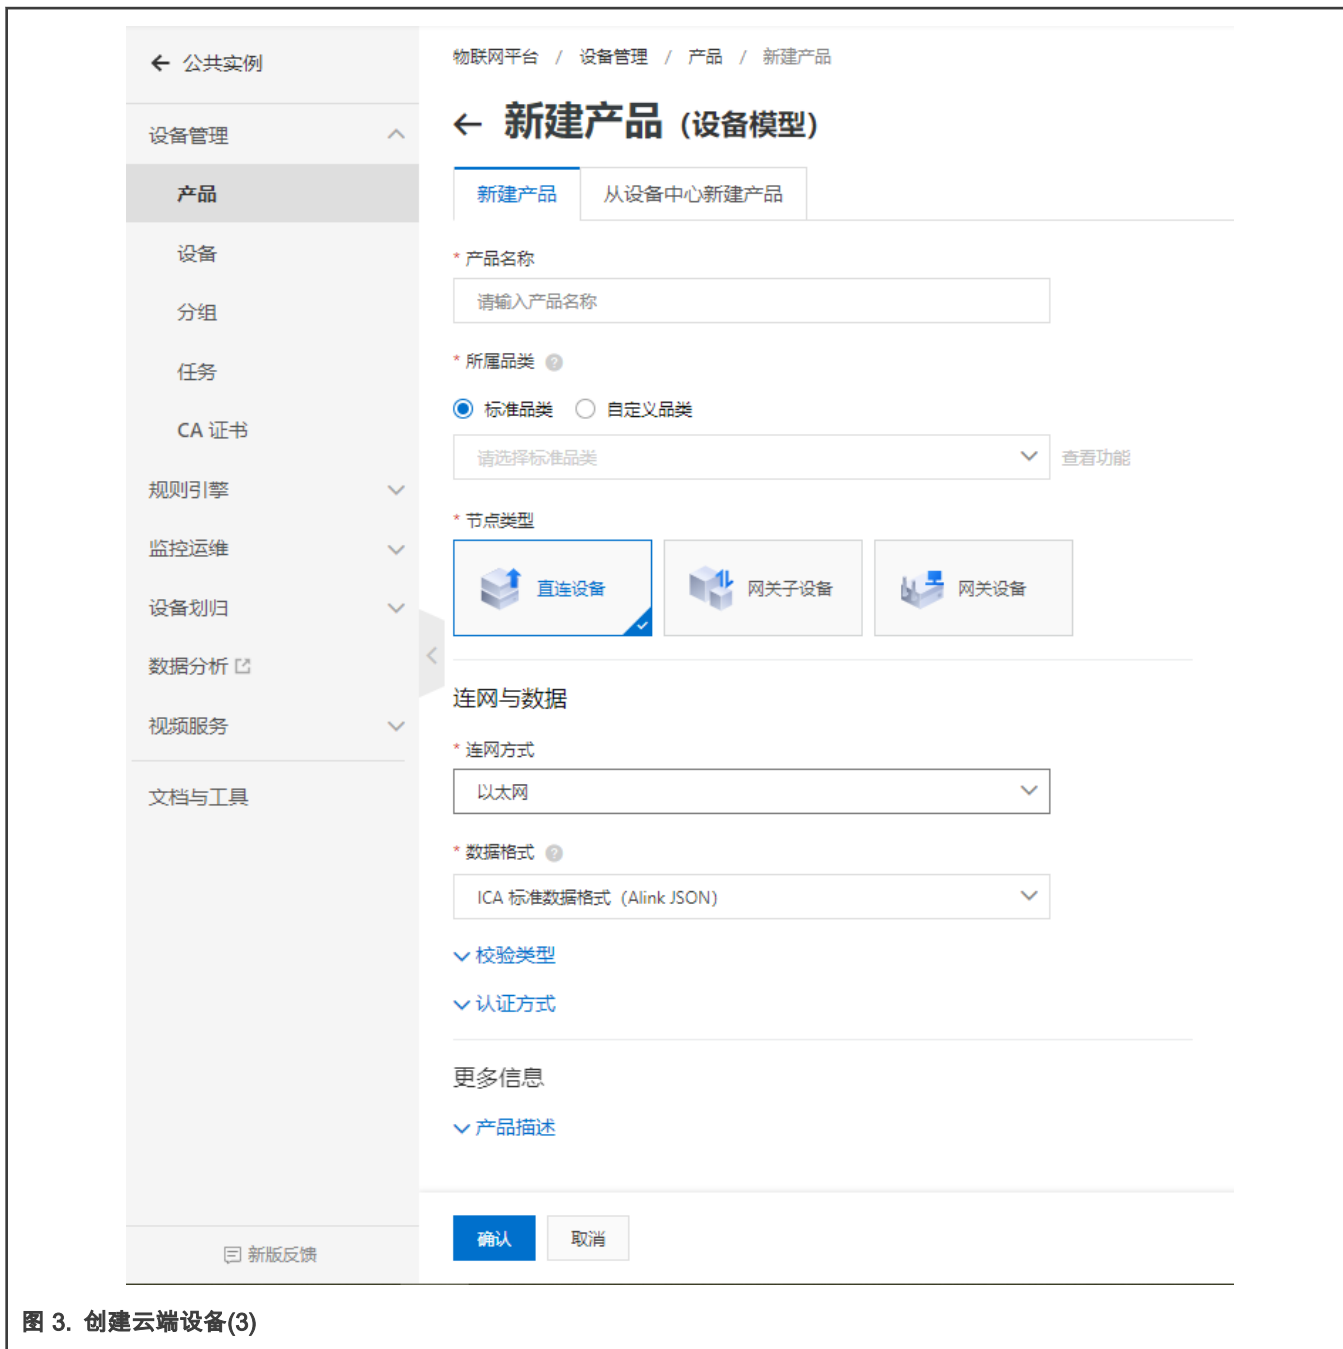 公共实例
设备管理
产品
设备
分组
任务
CA 证书
规则引擎
监控运维
设备划归
数据分析
视频服务
文档与工具
新版反馈
物联网平台 / 设备管理 / 产品 / 新建产品
新建产品（设备模型）
新建产品 从设备中心新建产品
* 产品名称
请输入产品名称
* 所属品类
标准品类 自定义品类
请选择标准品类 查看功能
* 节点类型
直连设备 网关子设备 网关设备
连网与数据
* 连网方式
以太网
* 数据格式
ICA 标准数据格式（Alink JSON）
校验类型
认证方式
更多信息
产品描述
确认 取消
图 3. 创建云端设备(3)